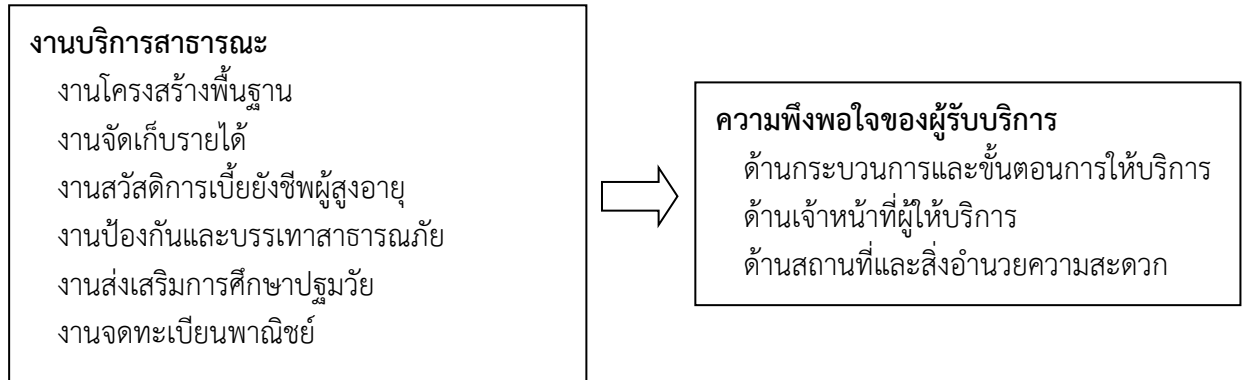 งานบริการสาธารณะ
งานโครงสร้างพื้นฐาน
งานจัดเก็บรายได้
งานสวัสดิการเบี้ยยังชีพผู้สูงอายุ
งานป้องกันและบรรเทาสาธารณภัย
งานส่งเสริมการศึกษาปฐมวัย
งานจดทะเบียนพาณิชย์
ความพึงพอใจของผู้รับบริการ
ด้านกระบวนการและขั้นตอนการให้บริการ
ด้านเจ้าหน้าที่ผู้ให้บริการ
ด้านสถานที่และสิ่งอำนวยความสะดวก